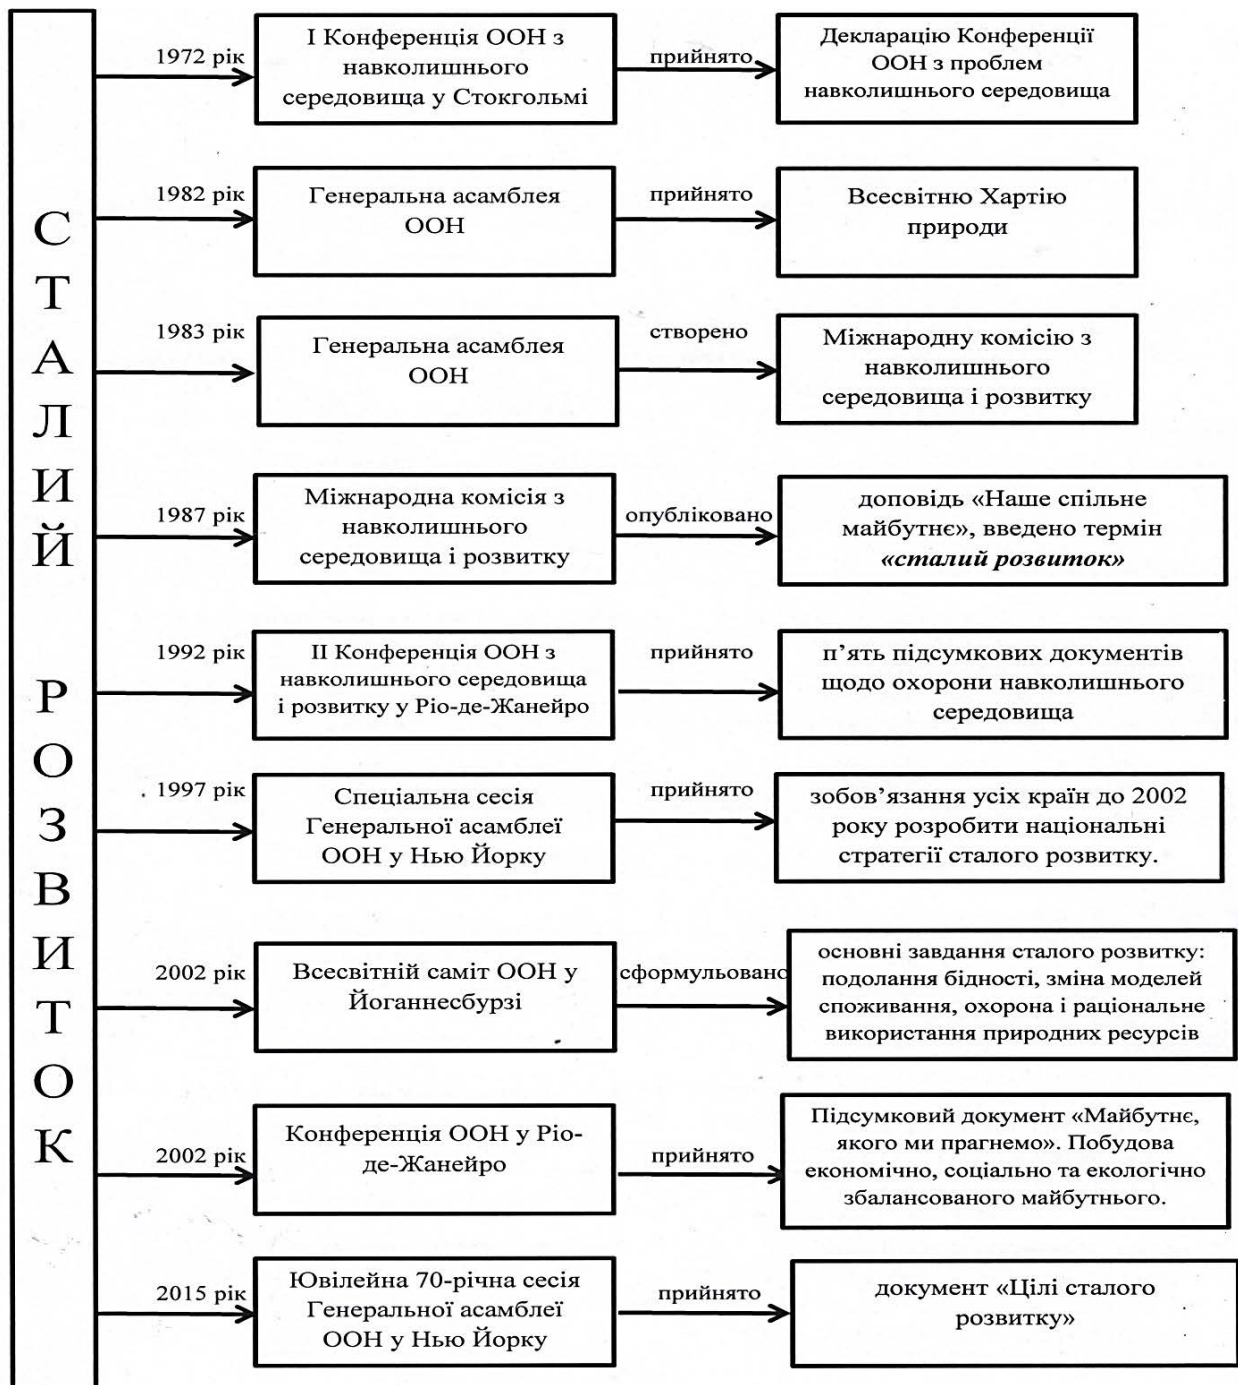 СТАЛИЙ РОЗВИТОК
1972 рік
І Конференція ООН з
навколишнього
середовища у Стокгольмі
прийнято
Декларацію Конференції
ООН з проблем
навколишнього середовища
1982 рік
Генеральна асамблея
ООН
прийнято
Всесвітню Хартію
природи
1983 рік
Генеральна асамблея
ООН
створено
Міжнародну комісію з
навколишнього
середовища і розвитку
1987 рік
Міжнародна комісія з
навколишнього
середовища і розвитку
опубліковано
доповідь «Наше спільне
майбутнє», введено термін
«сталий розвиток»
1992 рік
ІІ Конференція ООН з
навколишнього середовища
і розвитку у Ріо-де-Жанейро
прийнято
п’ять підсумкових документів
щодо охорони навколишнього
середовища
1997 рік
Спеціальна сесія
Генеральної асамблеї
ООН у Нью Йорку
прийнято
зобов’язання усіх країн до 2002
року розробити національні
стратегії сталого розвитку.
2002 рік
Всесвітній саміт ООН у
Йоганнесбурзі
сформульовано
основні завдання сталого розвитку:
подолання бідності, зміна моделей
споживання, охорона і раціональне
використання природних ресурсів
2002 рік
Конференція ООН у Ріо-
де-Жанейро
прийнято
Підсумковий документ «Майбутнє,
якого ми прагнемо». Побудова
економічно, соціально та екологічно
збалансованого майбутнього.
2015 рік
Ювілейна 70-річна сесія
Генеральної асамблеї
ООН у Нью Йорку
прийнято
документ «Цілі сталого
розвитку»